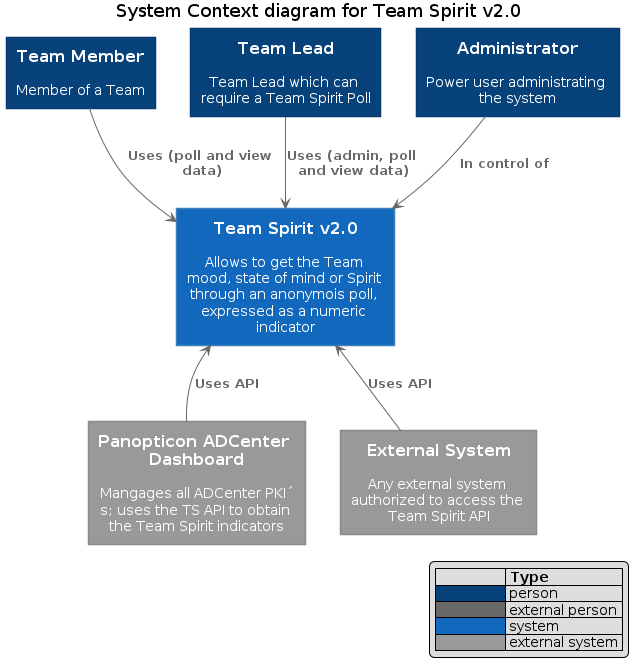 System Context diagram for Team Spirit v2.0
Team Member
Member of a Team
Team Lead
Team Lead which can
require a Team Spirit Poll
Administrator
Power user administrating
the system
Uses (poll and view
data)
Uses (admin, poll
and view data)
In control of
Team Spirit v2.0
Allows to get the Team
mood, state of mind or Spirit
through an anonymois poll,
expressed as a numeric
indicator
Uses API
Uses API
Panopticon ADCenter
Dashboard
Mangages all ADCenter PKI´
s; uses the TS API to obtain
the Team Spirit indicators
External System
Any external system
authorized to access the
Team Spirit API
Type
person
external person
system
external system